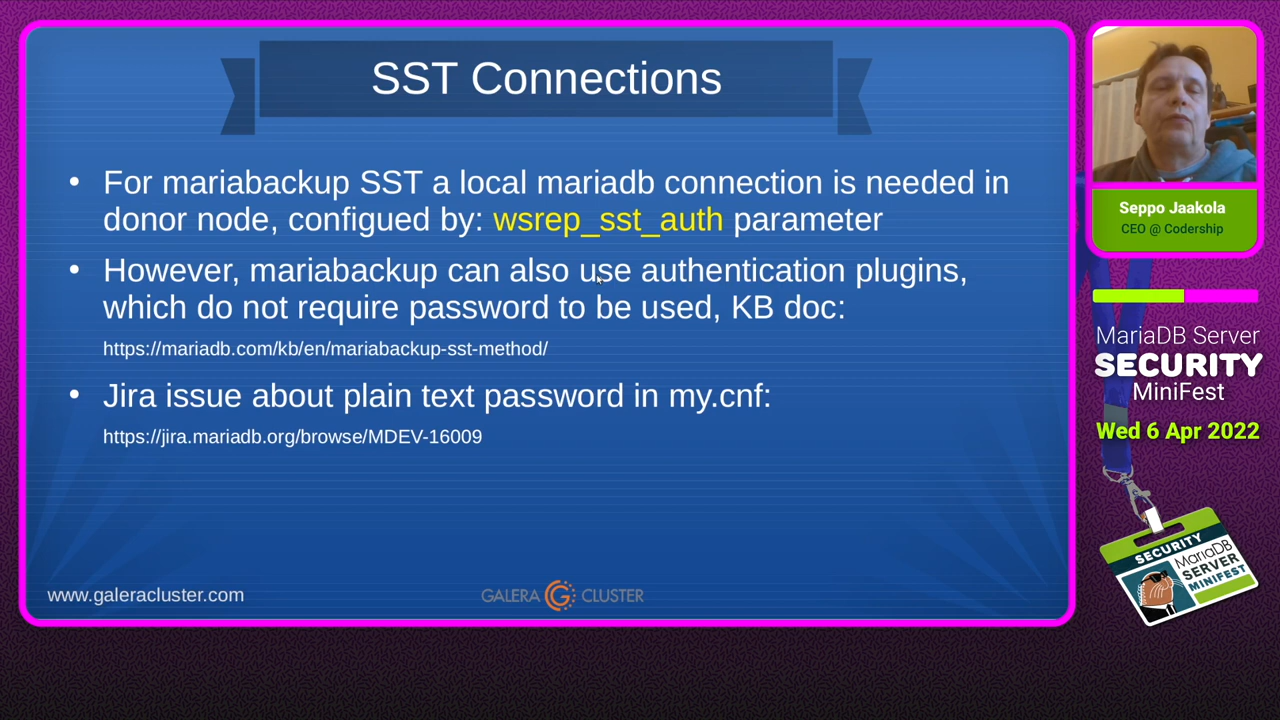 SST Connections
• For mariabackup SST a local mariadb connection is needed in
donor node, configued by: wsrep_sst_auth parameter
• However, mariabackup can also use authentication plugins,
which do not require password to be used, KB doc:
https://mariadb.com/kb/en/mariabackup-sst-method/
• Jira issue about plain text password in my.cnf:
https://jira.mariadb.org/browse/MDEV-16009
www.galeracluster.com
GALERA CLUSTER
Seppo Jaakola
CEO @ Codership
MariaDB Server
SECURITY
MiniFest
Wed 6 Apr 2022
SECURITY
MariaDB
SERVER
MINIFEST